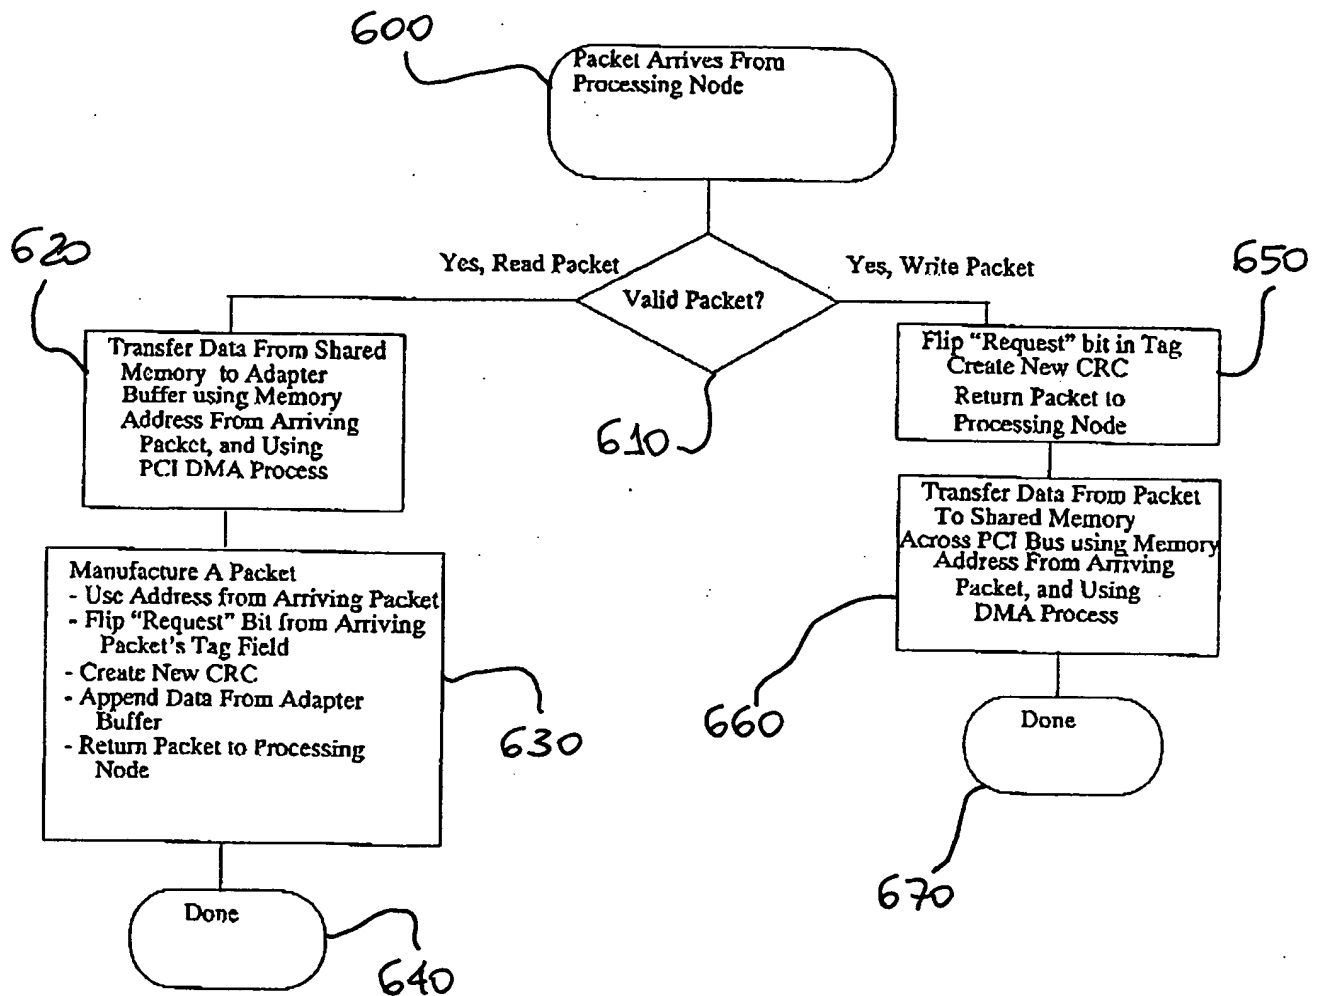 600
Packet Arrives From
Processing Node
620
Yes, Read Packet
Yes, Write Packet
650
Valid Packet?
610
Transfer Data From Shared
Memory to Adapter
Buffer using Memory
Address From Arriving
Packet, and Using
PCI DMA Process
Flip "Request" bit in Tag
Create New CRC
Return Packet to
Processing Node
Transfer Data From Packet
To Shared Memory
Across PCI Bus using Memory
Address From Arriving
Packet, and Using
DMA Process
660
Manufacture A Packet
- Use Address from Arriving Packet
- Flip "Request" Bit from Arriving
Packet's Tag Field
- Create New CRC
- Append Data From Adapter
Buffer
- Return Packet to Processing
Node
630
Done
670
Done
640